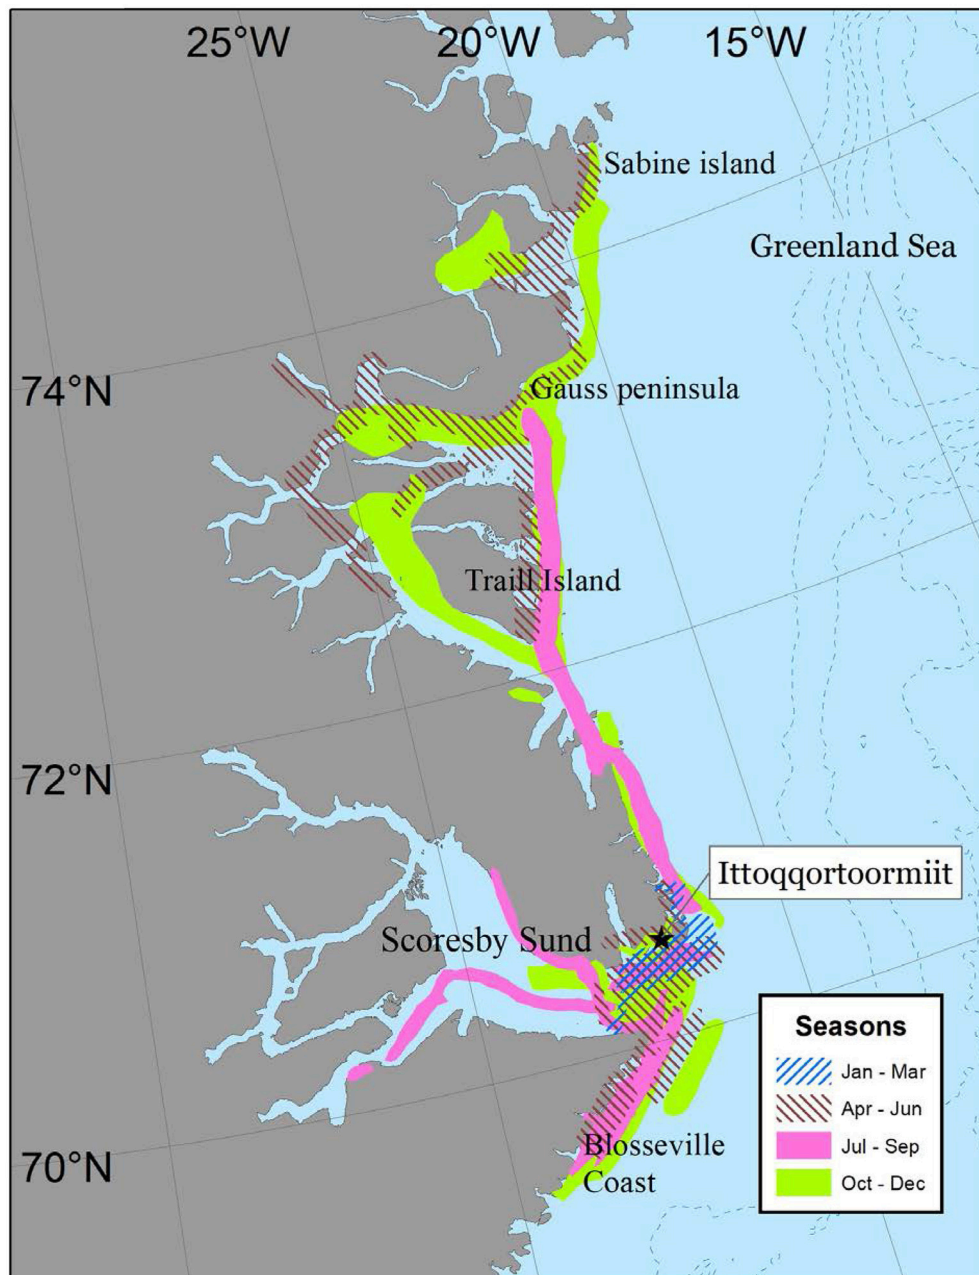 25°W
20°W
15°W
Sabine island
Greenland Sea
74°N
Gauss peninsula
Traill Island
72°N
Ittoqqortoormiit
Scoresby Sund
Seasons
Jan - Mar
Apr - Jun
Jul - Sep
Oct - Dec
70°N
Blosseville
Coast